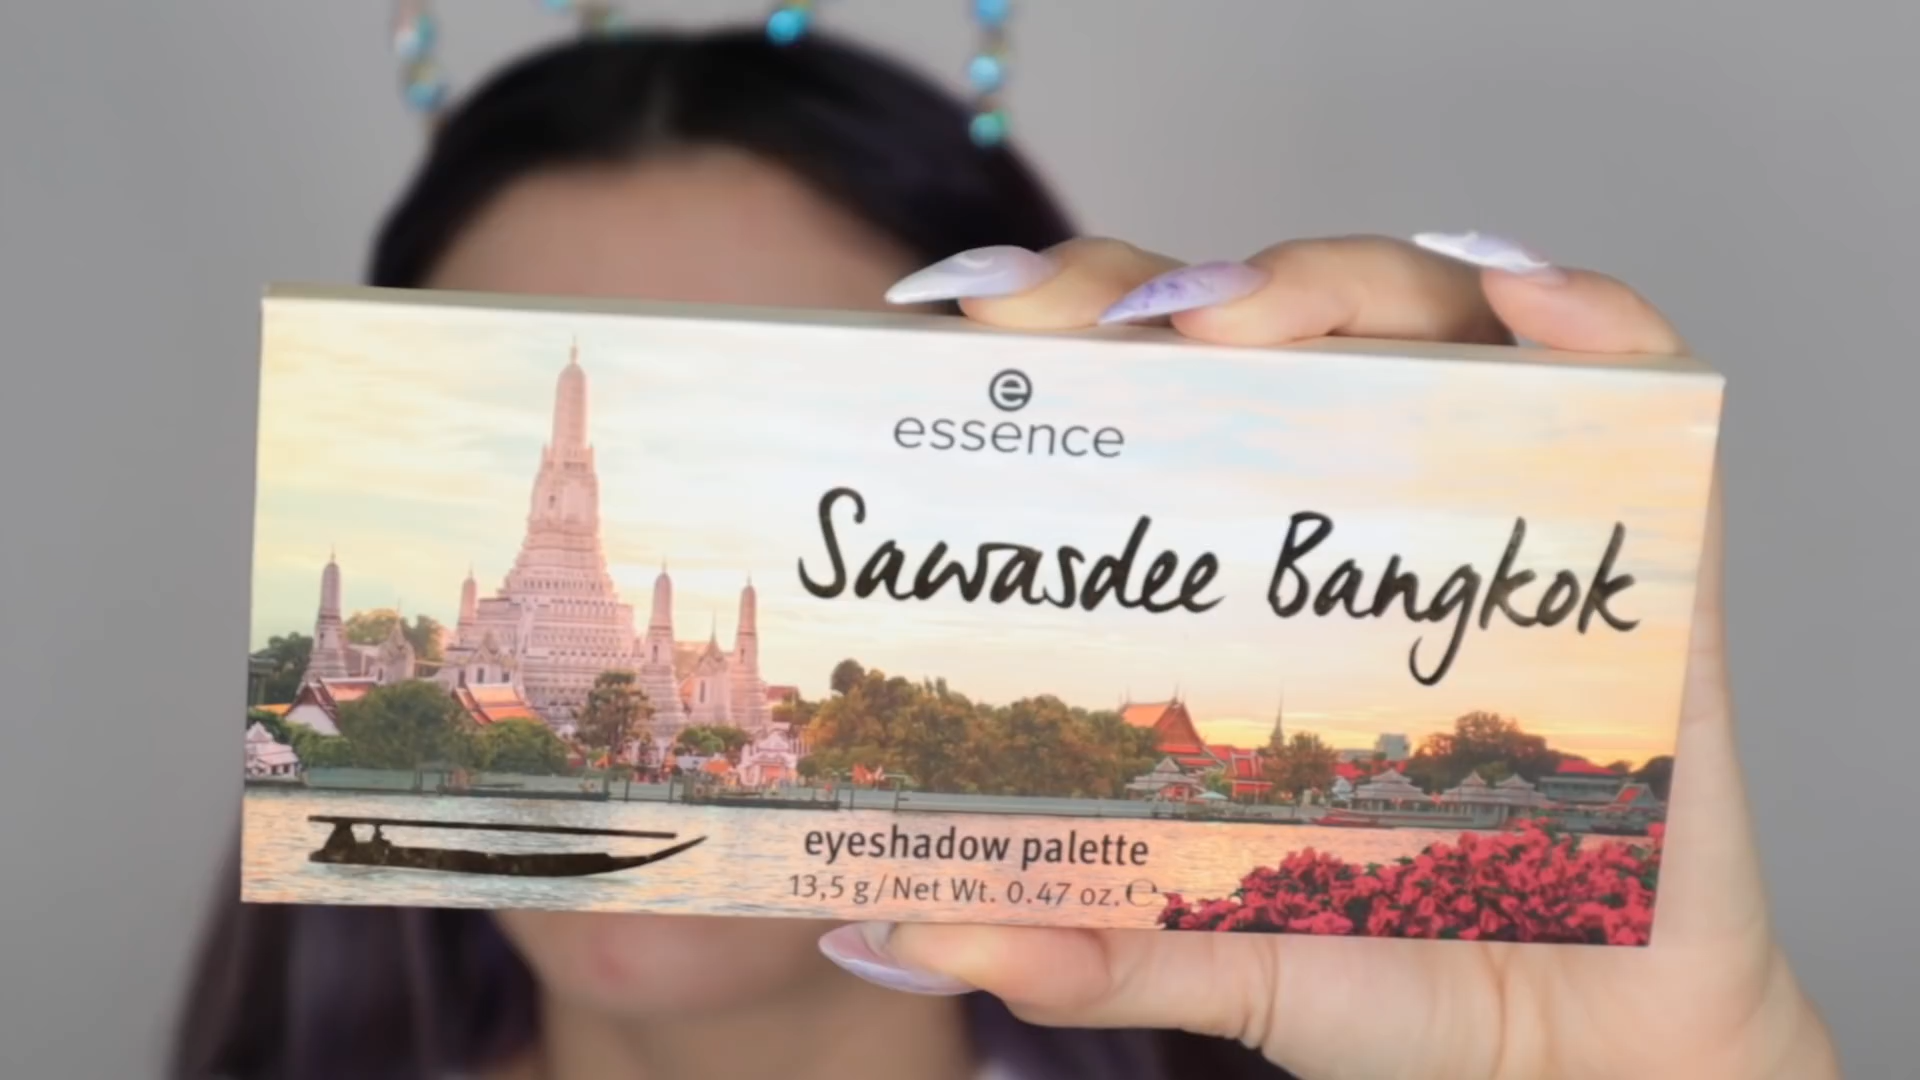 e
essence
Sawasdee Bangkok
eyeshadow palette
13,5 g/Net Wt. 0.47 oz. ℮